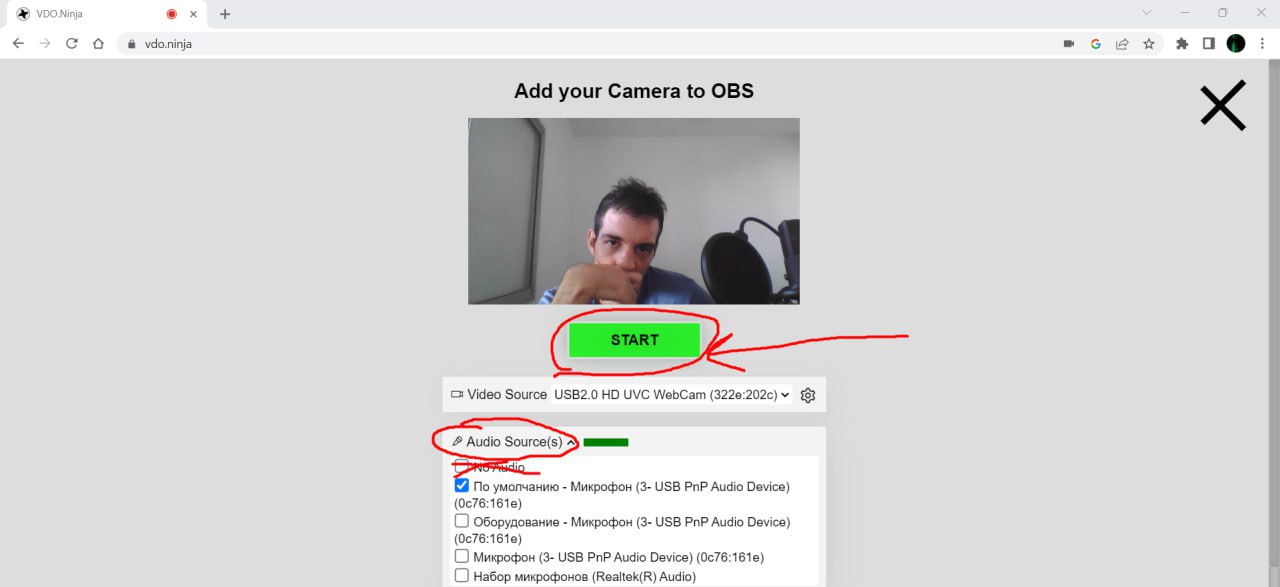 VDO.Ninja
vdo.ninja
Add your Camera to OBS
START
Video Source USB2.0 HD UVC WebCam (322e:202c)
Audio Source(s)
No Audio
По умолчанию - Микрофон (3- USB PnP Audio Device)
(0c76:161e)
Оборудование - Микрофон (3- USB PnP Audio Device)
(0c76:161e)
Микрофон (3- USB PnP Audio Device) (0c76:161e)
Набор микрофонов (Realtek(R) Audio)